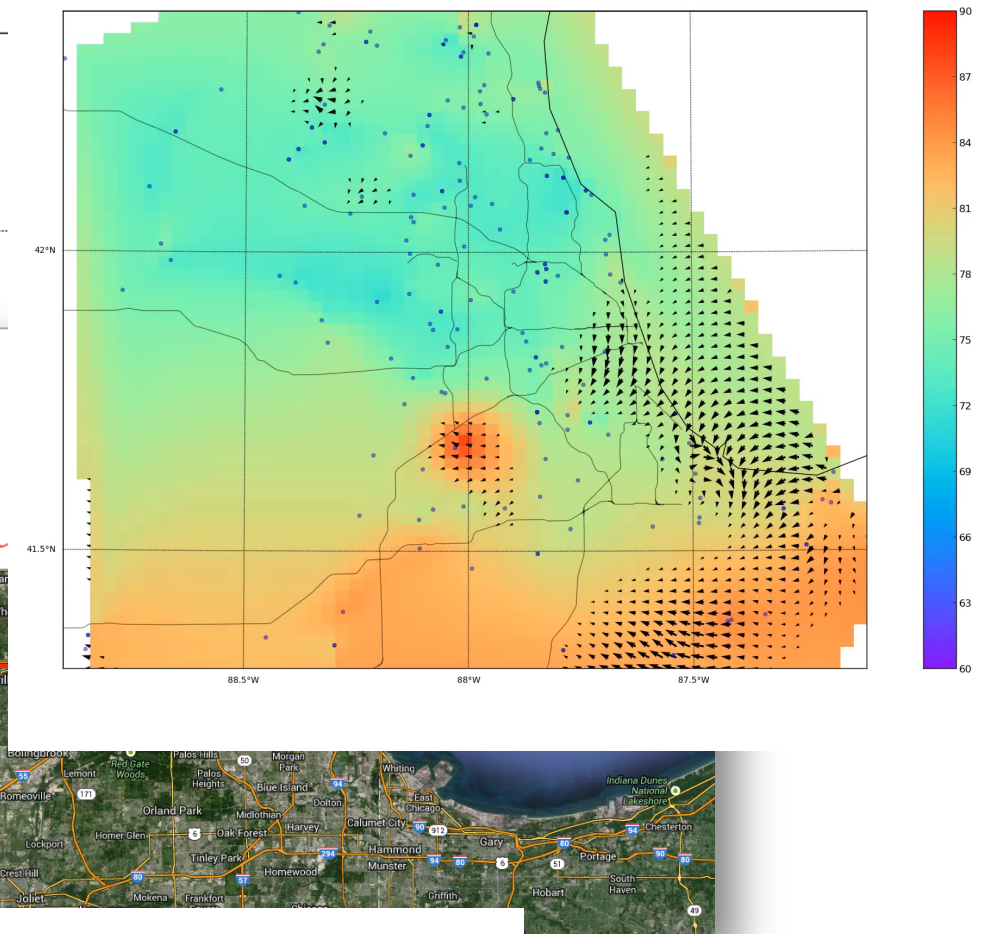 90
87
84
81
78
75
72
69
66
63
60
42°N
41.5°N
88.5°W
88°W
87.5°W
Bolingbrook
Red Gate
Woods
Palos Hills
50
Morgan
Park
94
Whiting
Indiana Dunes
National
Lakeshore
55
Lemont
Palos
Heights
Blue Island
Romeoville
171
Orland Park
Dolton
East
Chicago
Midlothian
Calumet City
90
912
94
Chesterton
Homer Glen
6
Oak Forest
Harvey
Lockport
Gary
80
Tinley Park
294
Hammond
Portage
90
80
Crest Hill
Homewood
Munster
94
80
6
51
80
57
South
Haven
Joliet
Mokena
Frankfort
Griffith
Hobart
49